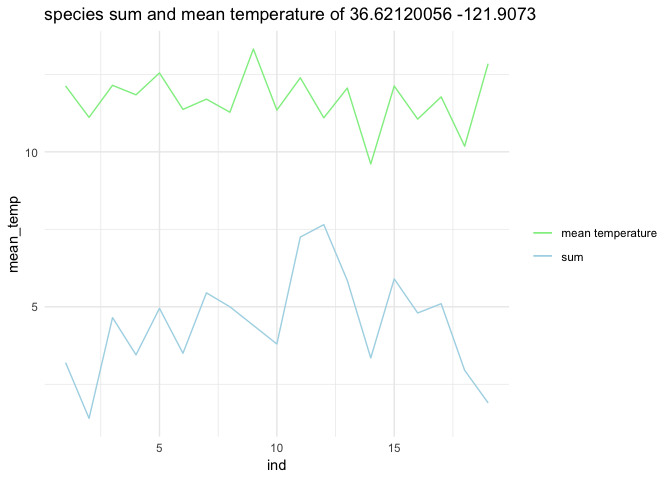 species sum and mean temperature of 36.62120056 -121.9073
10
5
mean_temp
5
10
15
ind
mean temperature
sum